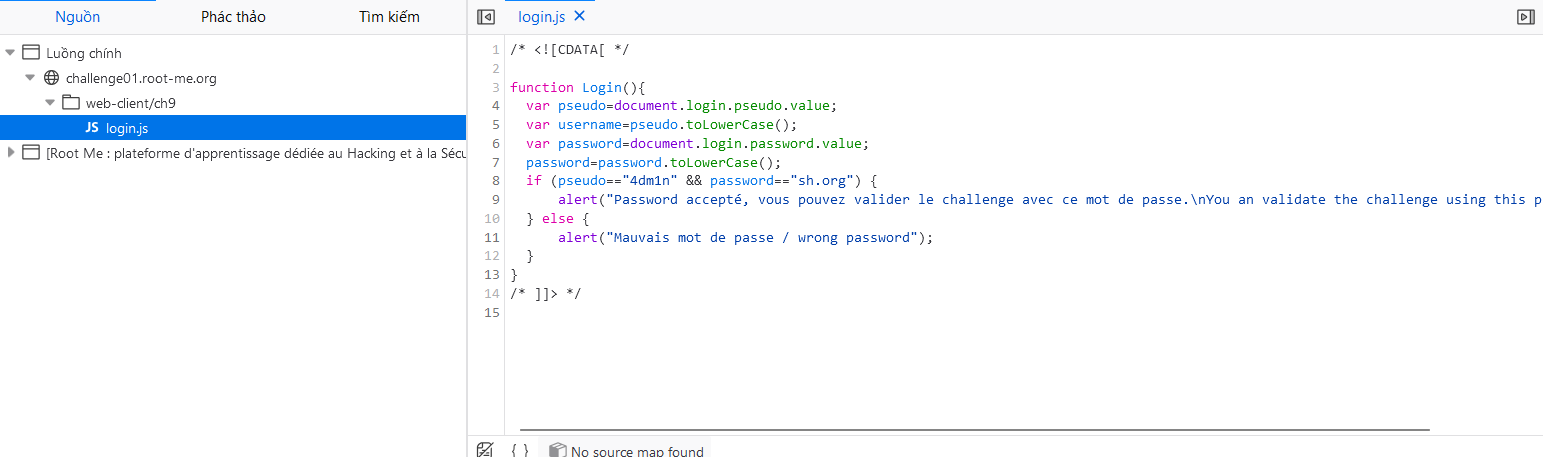 Nguồn Phác thảo Tìm kiếm
Luồng chính
challenge01.root-me.org
web-client/ch9
JS login.js
[Root Me : plateforme d'apprentissage dédiée au Hacking et à la Sécu
login.js
1 /* <![CDATA[ */
2
3 function Login(){
4 var pseudo=document.login.pseudo.value;
5 var username=pseudo.toLowerCase();
6 var password=document.login.password.value;
7 password=password.toLowerCase();
8 if (pseudo=="4dm1n" && password=="sh.org") {
9 alert("Password accepté, vous pouvez valider le challenge avec ce mot de passe.\nYou an validate the challenge using this p
10 } else {
11 alert("Mauvais mot de passe / wrong password");
12 }
13 }
14 /* ]]> */
15
{ } No source map found